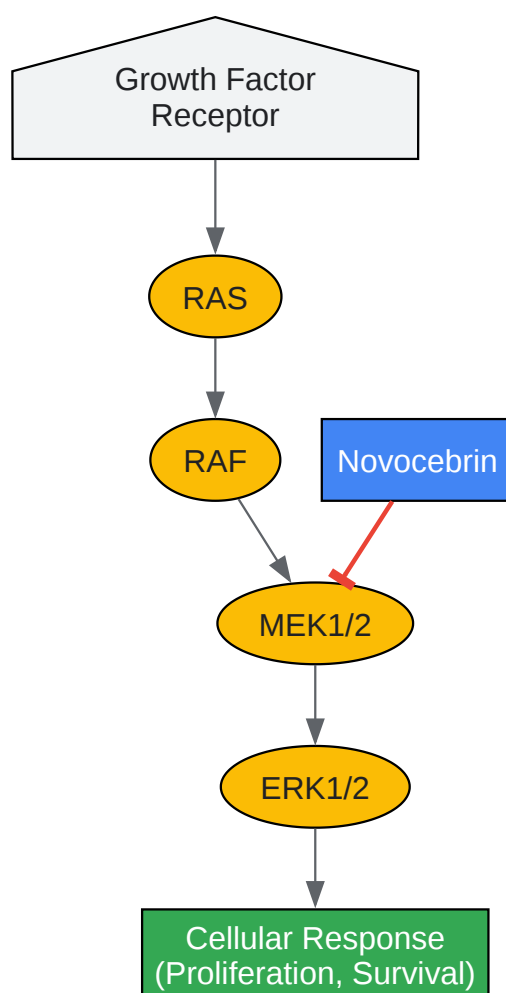 Growth Factor
Receptor
RAS
RAF
Novocebrin
MEK1/2
ERK1/2
Cellular Response
(Proliferation, Survival)